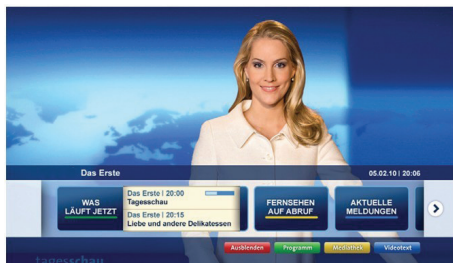 Das Erste
05.02.10 | 20:06
WAS
LÄUFT JETZT
Das Erste | 20:00
Tagesschau
Das Erste | 20:15
Liebe und andere Delikatessen
FERNSEHEN
AUF ABRUF
AKTUELLE
MELDUNGEN
Ausblenden
Programm
Mediathek
Videotext
tagesschau